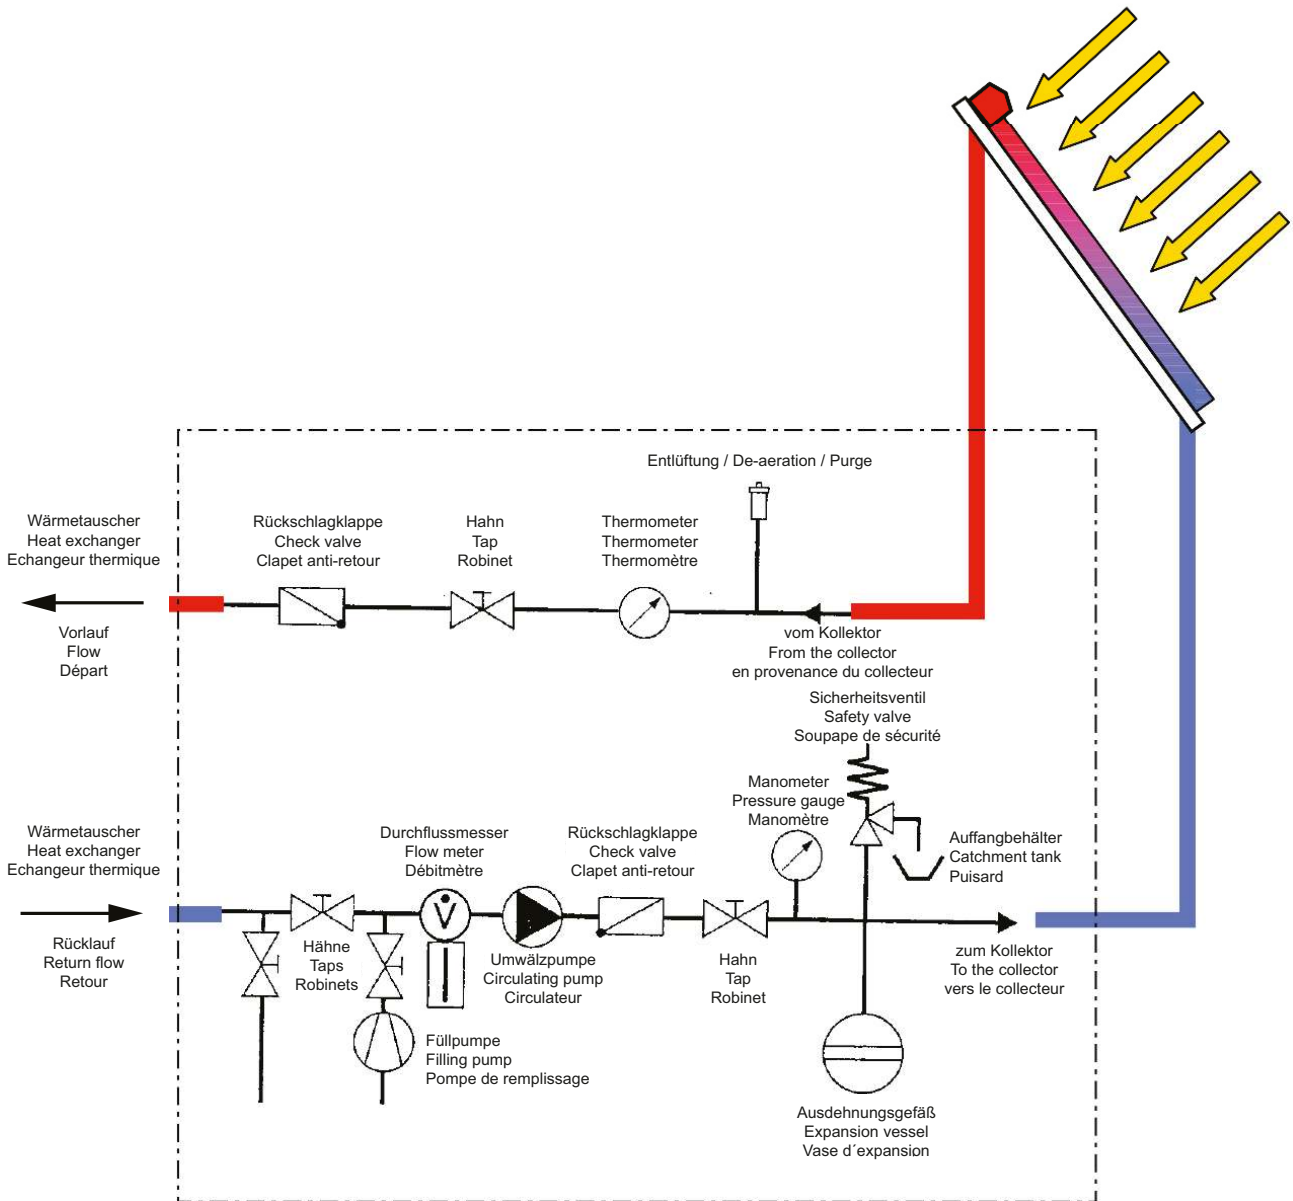 Entlüftung / De-aeration / Purge
Wärmetauscher
Heat exchanger
Echangeur thermique
Vorlauf
Flow
Départ
Rückschlagklappe
Check valve
Clapet anti-retour
Hahn
Tap
Robinet
Thermometer
Thermometer
Thermomètre
vom Kollektor
From the collector
en provenance du collecteur
Sicherheitsventil
Safety valve
Soupape de sécurité
Manometer
Pressure gauge
Manomètre
Auffangbehälter
Catchment tank
Puisard
Wärmetauscher
Heat exchanger
Echangeur thermique
Rücklauf
Return flow
Retour
Durchflussmesser
Flow meter
Débitmètre
V̇
Rückschlagklappe
Check valve
Clapet anti-retour
Hähne
Taps
Robinets
Umwälzpumpe
Circulating pump
Circulateur
Hahn
Tap
Robinet
zum Kollektor
To the collector
vers le collecteur
Füllpumpe
Filling pump
Pompe de remplissage
Ausdehnungsgefäß
Expansion vessel
Vase d´expansion